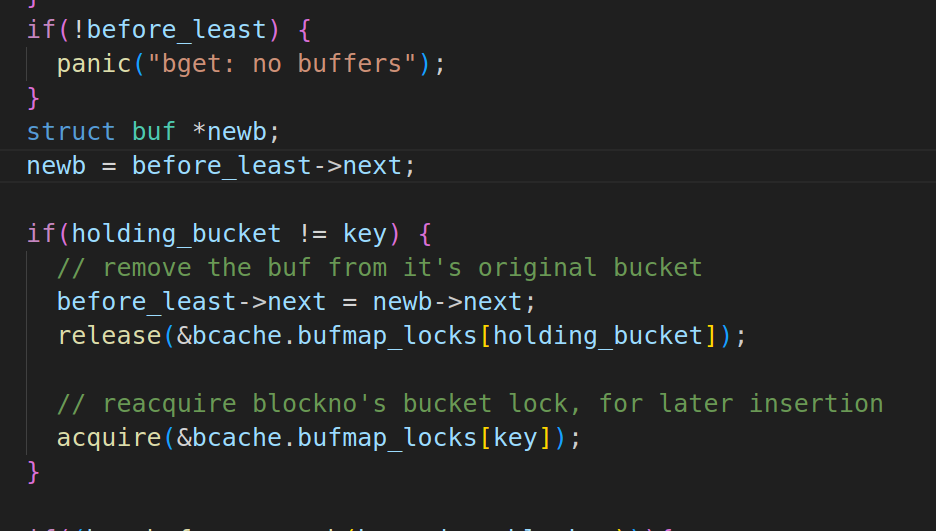 }
if(!before_least) {
  panic("bget: no buffers");
}
struct buf *newb;
newb = before_least->next;

if(holding_bucket != key) {
  // remove the buf from it's original bucket
  before_least->next = newb->next;
  release(&bcache.bufmap_locks[holding_bucket]);

  // reacquire blockno's bucket lock, for later insertion
  acquire(&bcache.bufmap_locks[key]);
}